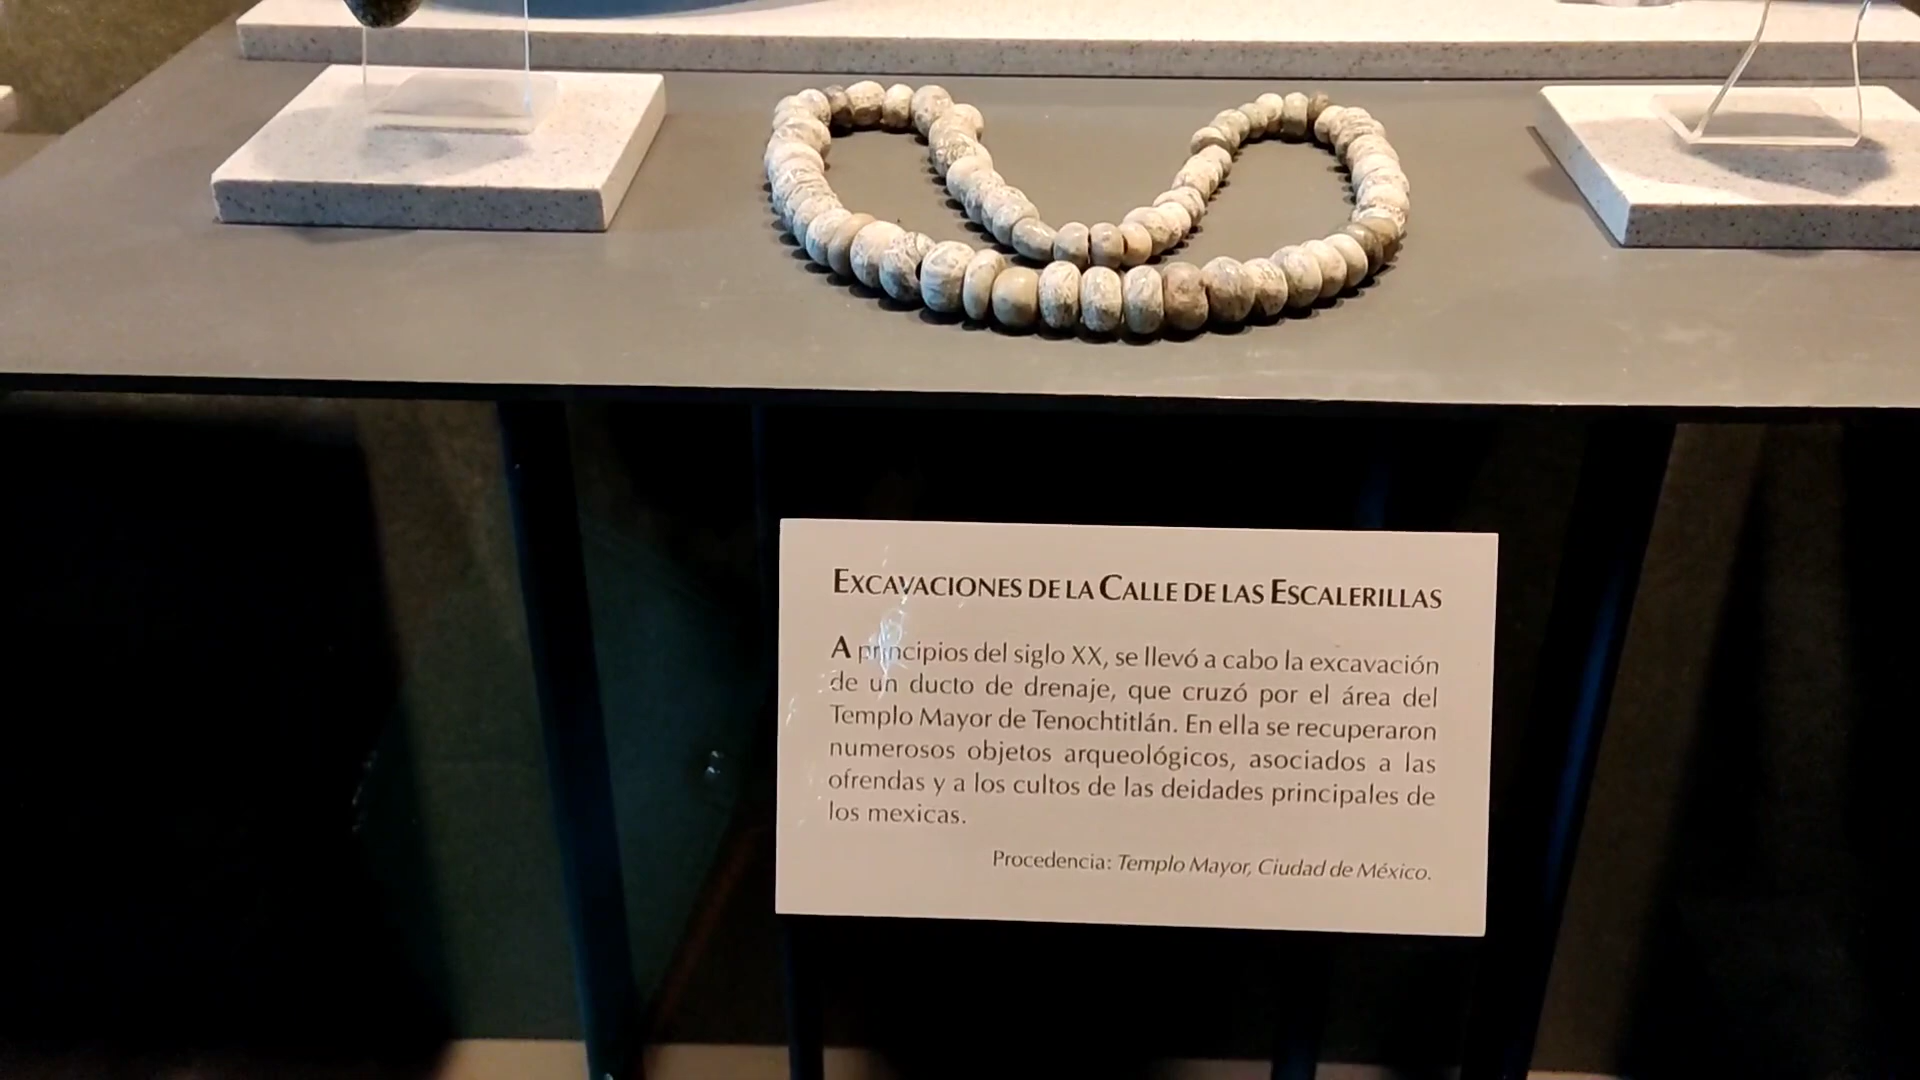 EXCAVACIONES DE LA CALLE DE LAS ESCALERILLAS
A principios del siglo XX, se llevó a cabo la excavación
de un ducto de drenaje, que cruzó por el área del
Templo Mayor de Tenochtitlán. En ella se recuperaron
numerosos objetos arqueológicos, asociados a las
ofrendas y a los cultos de las deidades principales de
los mexicas.
Procedencia: Templo Mayor, Ciudad de México.